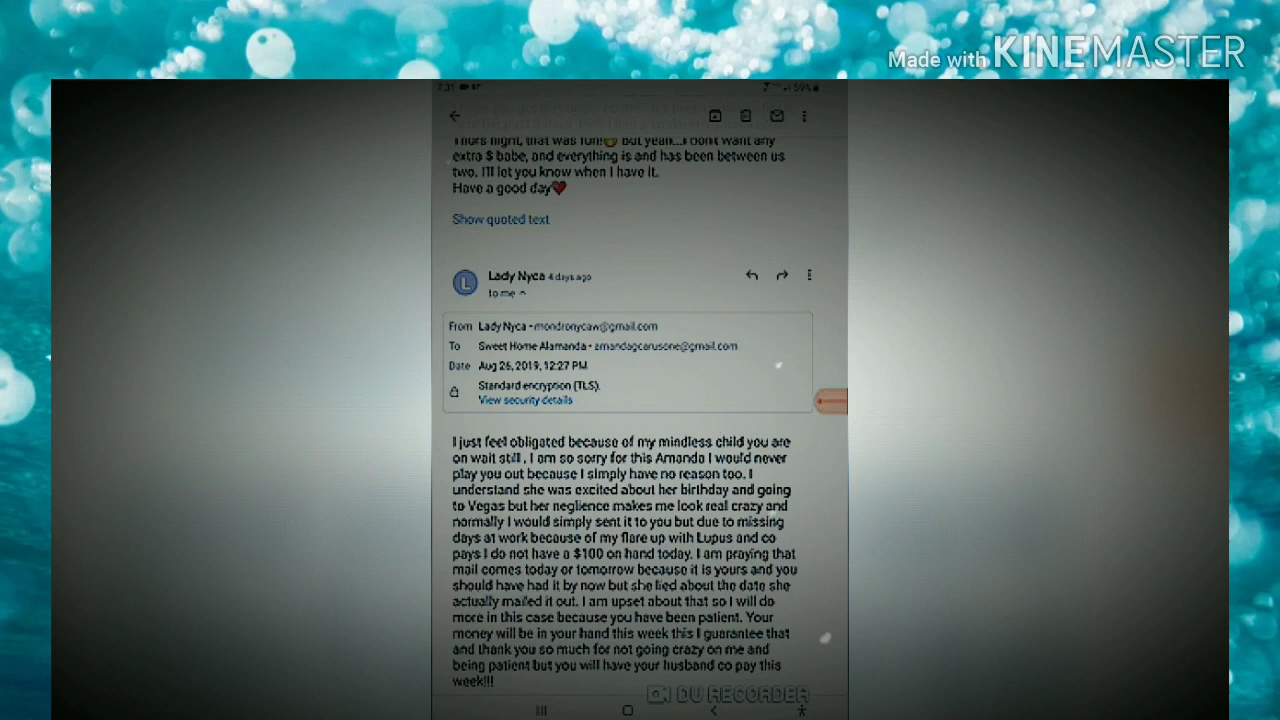 Made with KINEMASTER
7:31
59%
Thurs night, that was fun!😳 But yeah...I dont want any
extra $ babe, and everything is and has been between us
two. I'll let you know when I have it.
Have a good day❤️
Show quoted text
L
Lady Nyca 4 days ago
to me
From Lady Nyca • mondronycaw@gmail.com
To Sweet Home Alamanda • amandagcarusone@gmail.com
Date Aug 26, 2019, 12:27 PM
Standard encryption (TLS).
View security details
I just feel obligated because of my mindless child you are
on wait still , I am so sorry for this Amanda I would never
play you out because I simply have no reason too. I
understand she was excited about her birthday and going
to Vegas but her neglience makes me look real crazy and
normally I would simply sent it to you but due to missing
days at work because of my flare up with Lupus and co
pays I do not have a $100 on hand today. I am praying that
mail comes today or tomorrow because it is yours and you
should have had it by now but she lied about the date she
actually mailed it out. I am upset about that so I will do
more in this case because you have been patient. Your
money will be in your hand this week this I guarantee that
and thank you so much for not going crazy on me and
being patient but you will have your husband co pay this
week!!!
DU RECORDER